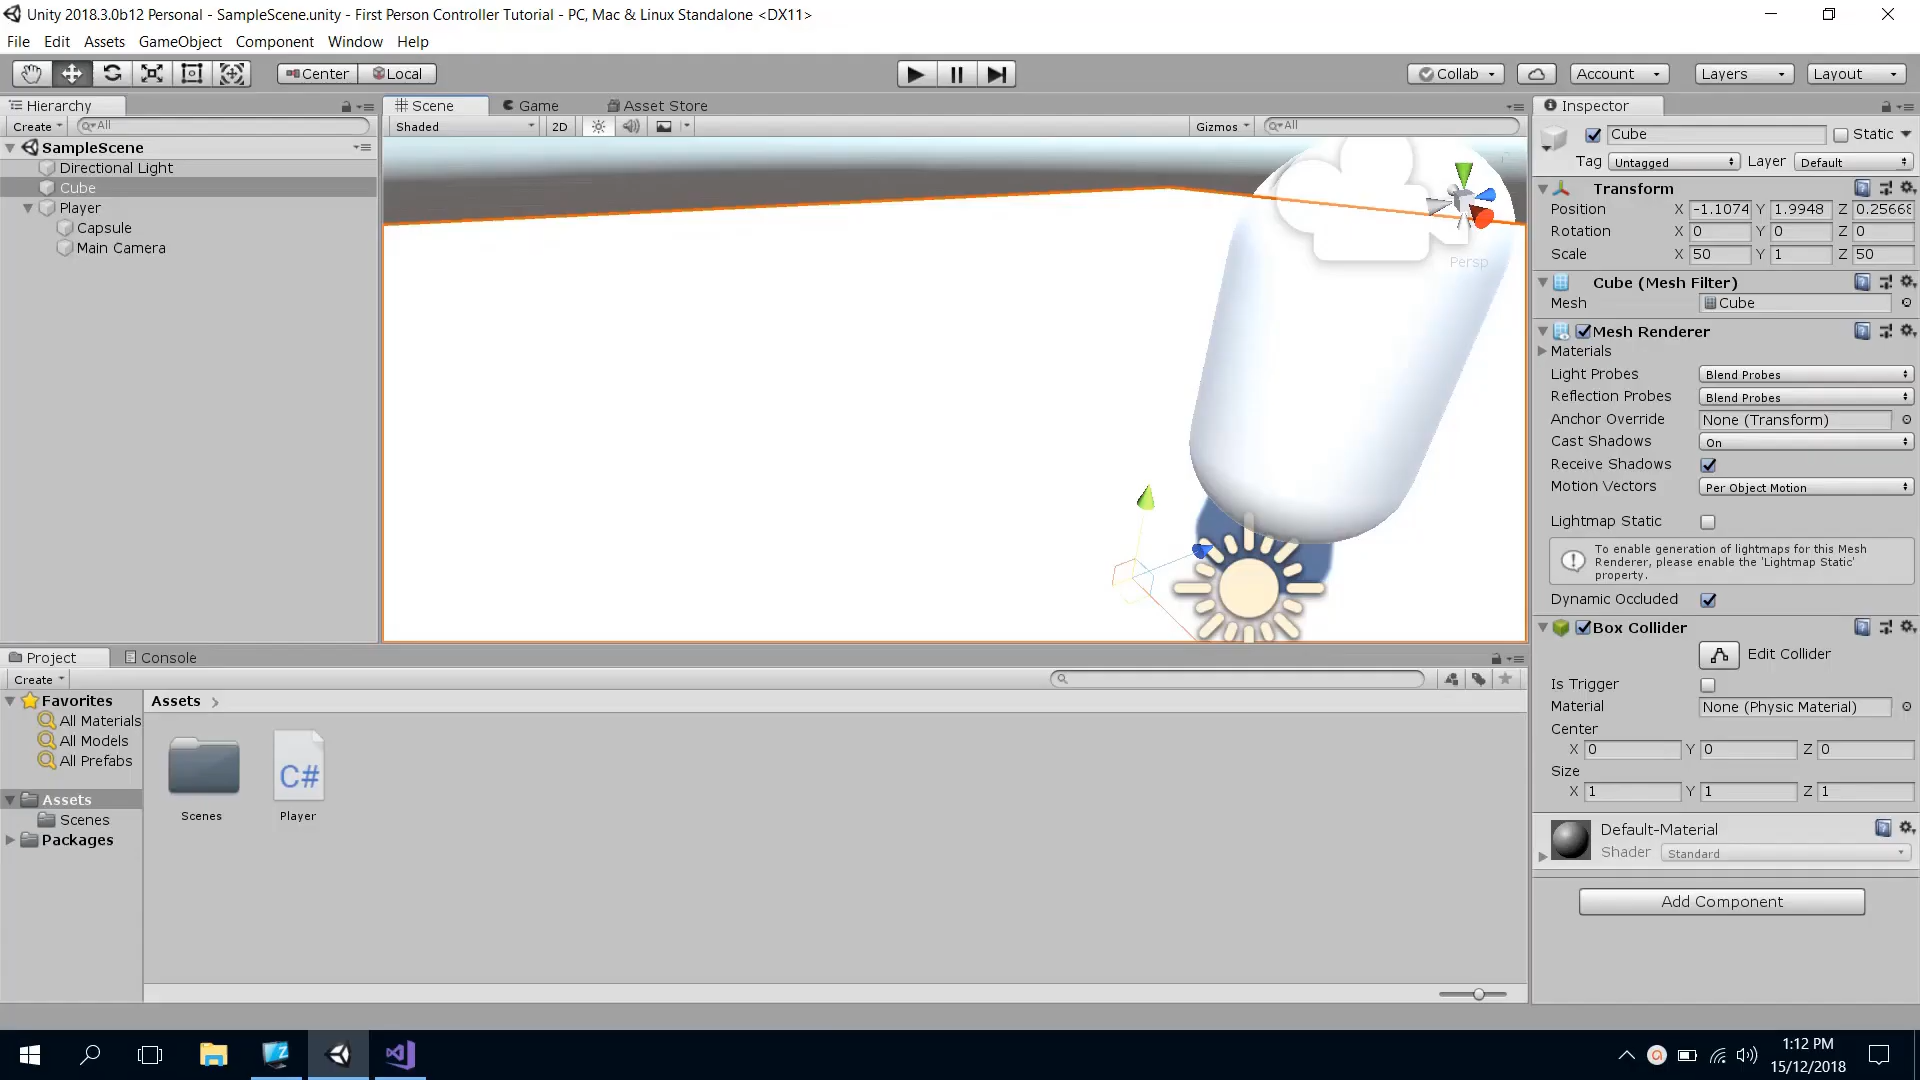 Unity 2018.3.0b12 Personal - SampleScene.unity - First Person Controller Tutorial - PC, Mac & Linux Standalone <DX11>
File Edit Assets GameObject Component Window Help
Center Local Collab Account Layers Layout
Hierarchy
Create All
SampleScene
Directional Light
Cube
Player
Capsule
Main Camera
Scene Game Asset Store
Shaded 2D Gizmos All
Persp
Inspector
Cube Static
Tag Untagged Layer Default
Transform
Position X -1.1074 Y 1.9948 Z 0.25668
Rotation X 0 Y 0 Z 0
Scale X 50 Y 1 Z 50
Cube (Mesh Filter)
Mesh Cube
Mesh Renderer
Materials
Light Probes Blend Probes
Reflection Probes Blend Probes
Anchor Override None (Transform)
Cast Shadows On
Receive Shadows
Motion Vectors Per Object Motion
Lightmap Static
To enable generation of lightmaps for this Mesh
Renderer, please enable the 'Lightmap Static'
property.
Dynamic Occluded
Box Collider
Edit Collider
Is Trigger
Material None (Physic Material)
Center
X 0 Y 0 Z 0
Size
X 1 Y 1 Z 1
Default-Material
Shader Standard
Add Component
Project Console
Create
Favorites
All Materials
All Models
All Prefabs
Assets
Scenes
Packages
Assets
C#
Scenes Player
1:12 PM
15/12/2018